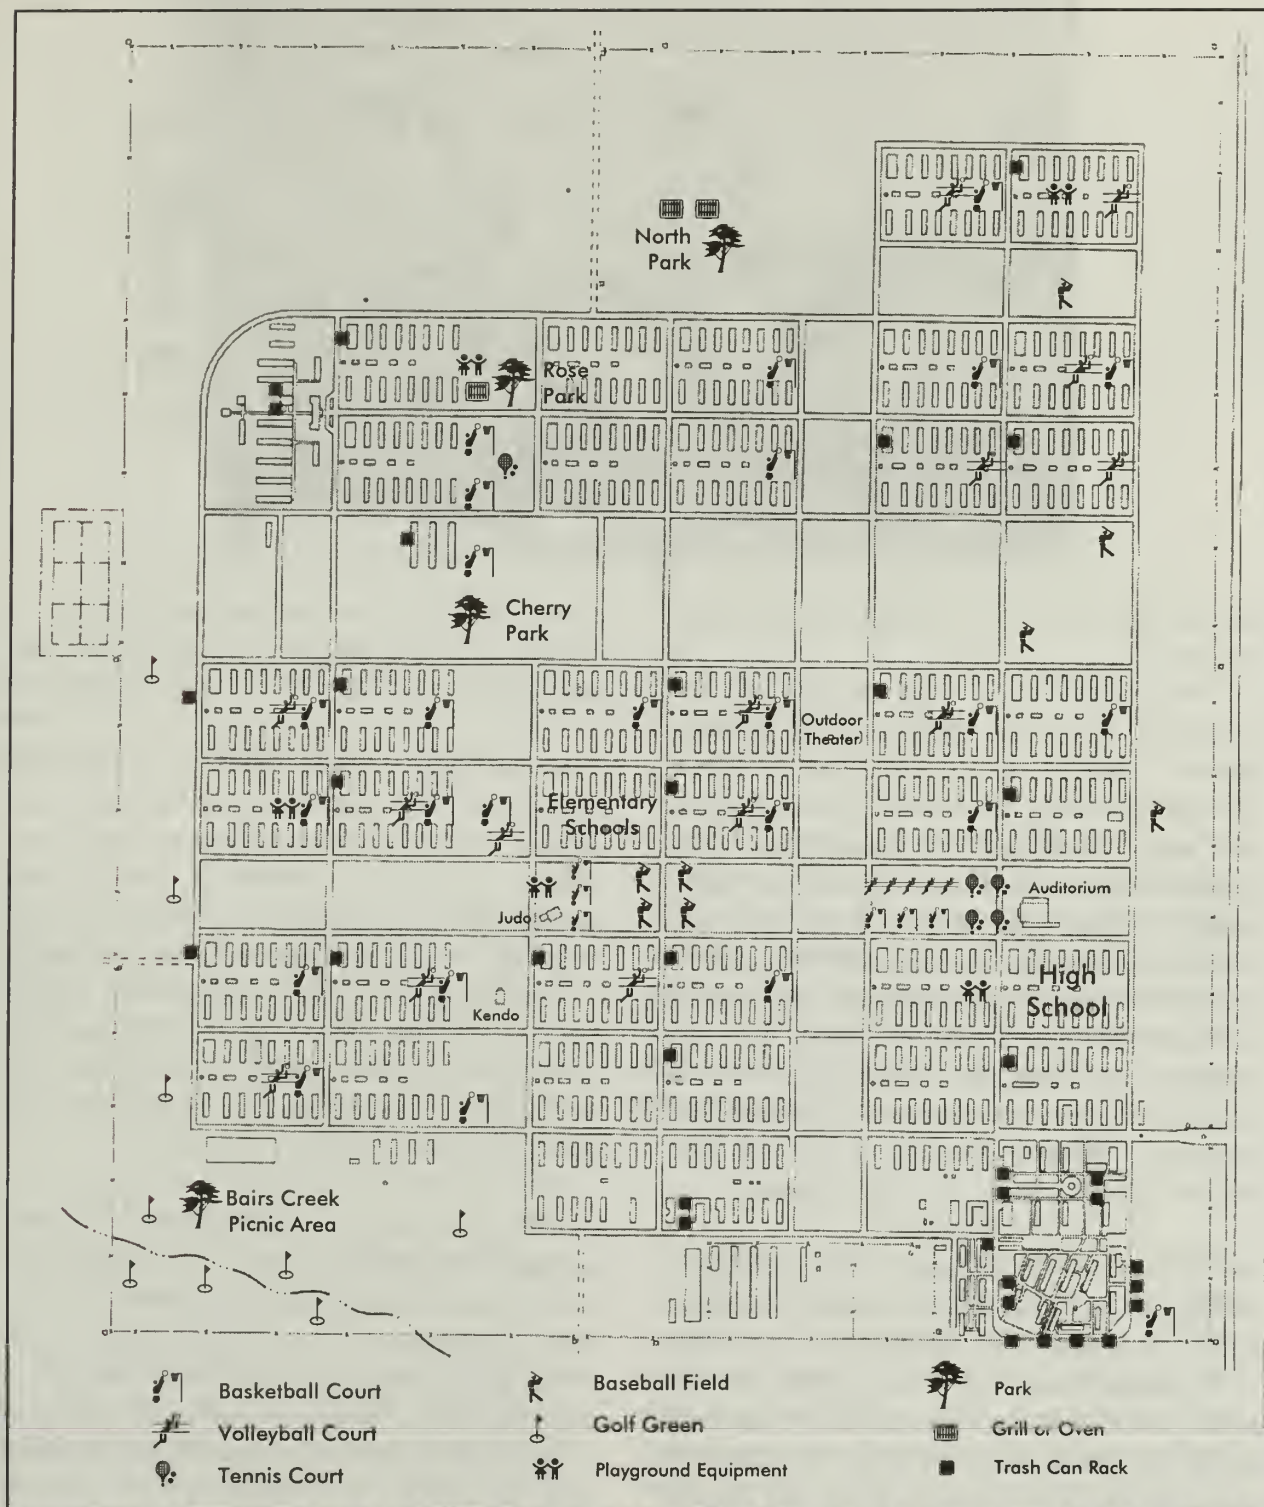 North
Park
Rose
Park
Cherry
Park
Outdoor
Theater
Elementary
Schools
Auditorium
Judo
High
School
Kendo
Bairs Creek
Picnic Area
Basketball Court
Baseball Field
Park
Volleyball Court
Golf Green
Grill or Oven
Tennis Court
Playground Equipment
Trash Can Rack